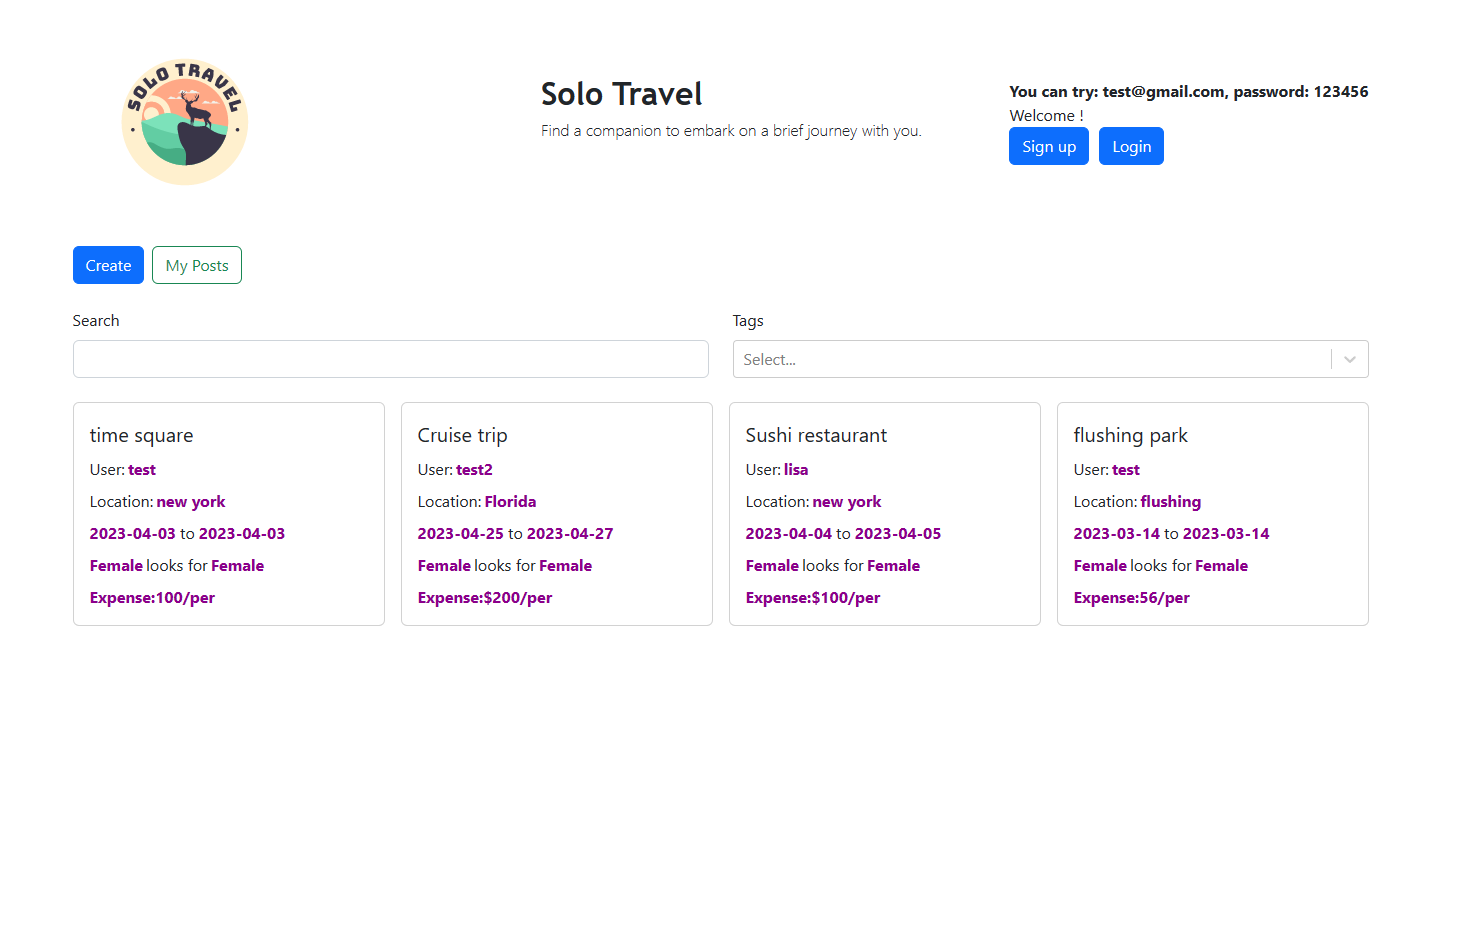 SOLO TRAVEL
Solo Travel
Find a companion to embark on a brief journey with you.
You can try: test@gmail.com, password: 123456
Welcome !
Sign up
Login
Create
My Posts
Search
Tags
Select...
time square
User: test
Location: new york
2023-04-03 to 2023-04-03
Female looks for Female
Expense:100/per
Cruise trip
User: test2
Location: Florida
2023-04-25 to 2023-04-27
Female looks for Female
Expense:$200/per
Sushi restaurant
User: lisa
Location: new york
2023-04-04 to 2023-04-05
Female looks for Female
Expense:$100/per
flushing park
User: test
Location: flushing
2023-03-14 to 2023-03-14
Female looks for Female
Expense:56/per